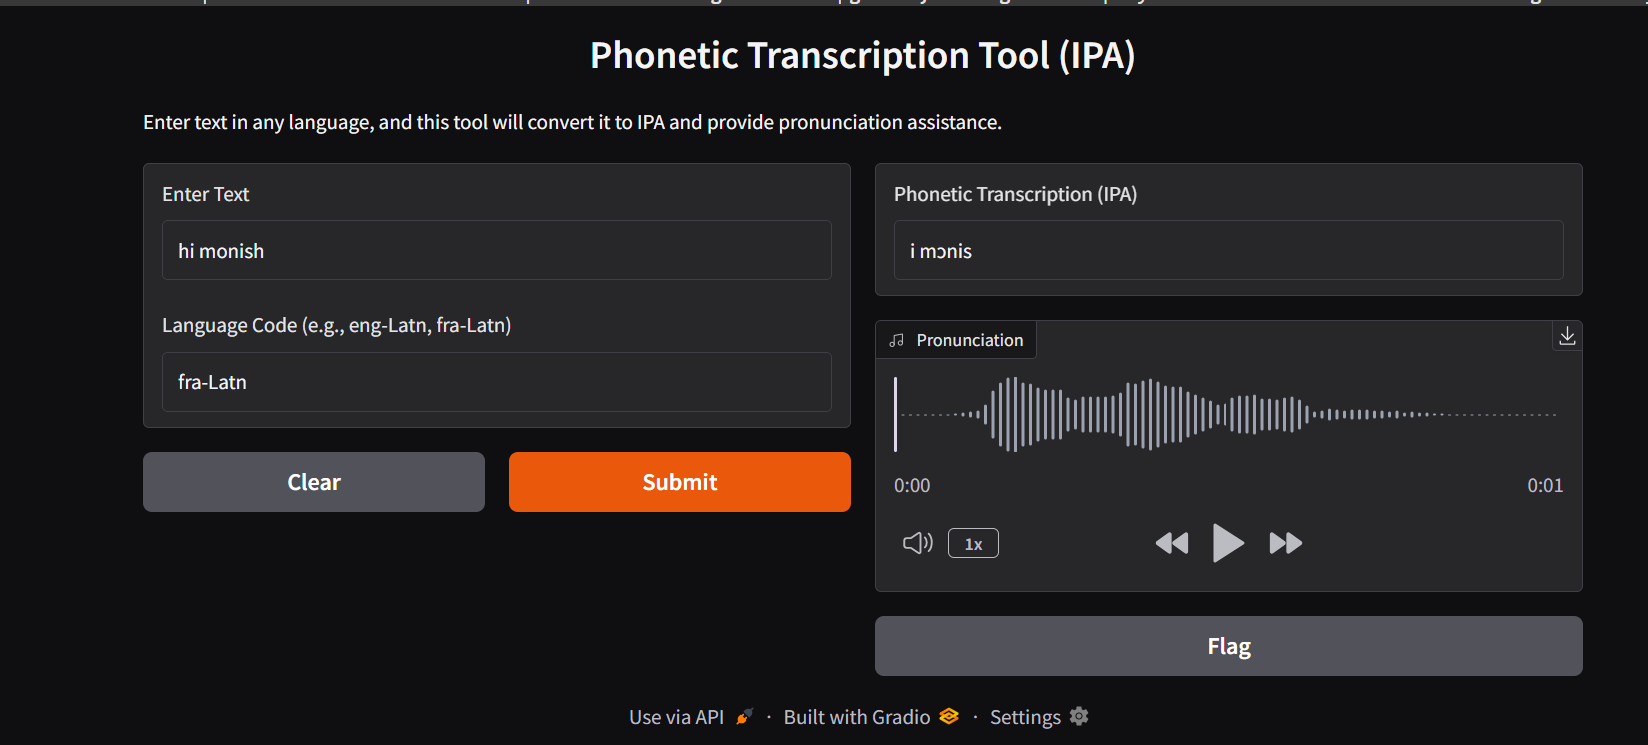 Phonetic Transcription Tool (IPA)
Enter text in any language, and this tool will convert it to IPA and provide pronunciation assistance.
Enter Text
hi monish
Language Code (e.g., eng-Latn, fra-Latn)
fra-Latn
Clear
Submit
Phonetic Transcription (IPA)
i mɔnis
Pronunciation
0:00
0:01
1x
Flag
Use via API · Built with Gradio · Settings